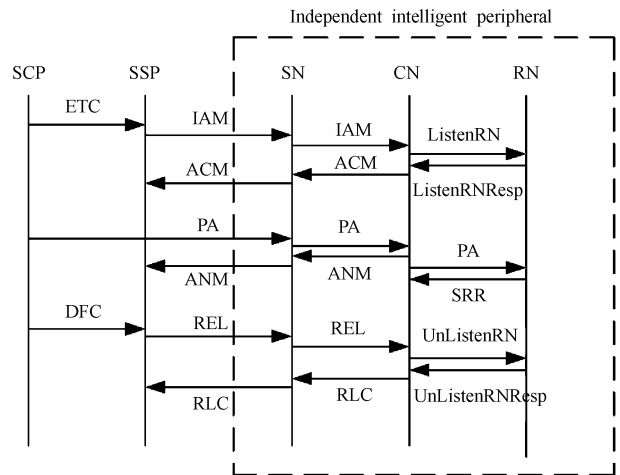 Independent intelligent peripheral
SCP SSP SN CN RN
ETC
IAM
IAM
ListenRN
ACM
ACM
ListenRNResp
PA
PA
PA
ANM
ANM
SRR
DFC
REL
REL
UnListenRN
RLC
RLC
UnListenRNResp